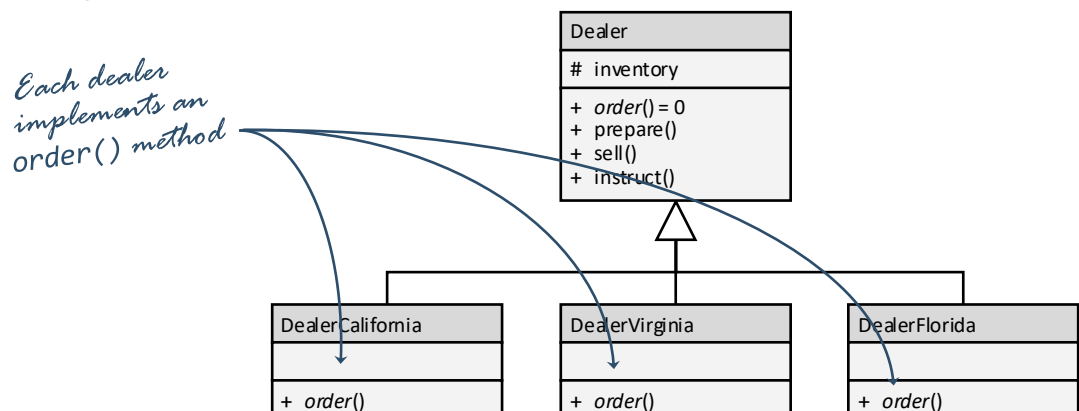 Dealer
# inventory
+ order() = 0
+ prepare()
+ sell()
+ instruct()
Each dealer
implements an
order() method
DealerCalifornia
+ order()
DealerVirginia
+ order()
DealerFlorida
+ order()